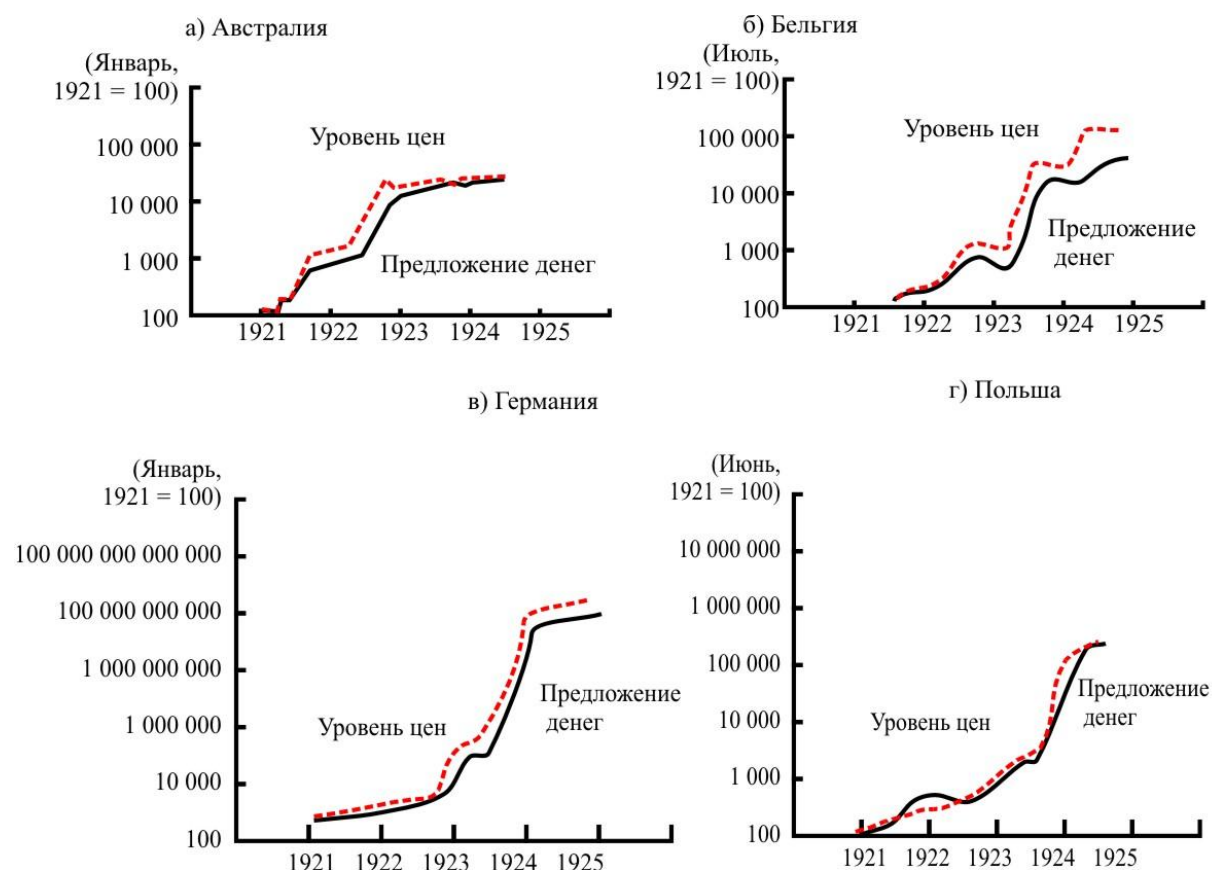 а) Австралия
(Январь,
1921 = 100)
100 000
10 000
1 000
100
Уровень цен
Предложение денег
1921 1922 1923 1924 1925
б) Бельгия
(Июль,
1921 = 100)
100 000
10 000
1 000
100
Уровень цен
Предложение
денег
1921 1922 1923 1924 1925
в) Германия
(Январь,
1921 = 100)
100 000 000 000 000
100 000 000 000
1 000 000 000
1 000 000
10 000
100
Уровень цен
Предложение
денег
1921 1922 1923 1924 1925
г) Польша
(Июнь,
1921 = 100)
10 000 000
1 000 000
100 000
10 000
1 000
100
Уровень цен
Предложение
денег
1921 1922 1923 1924 1925